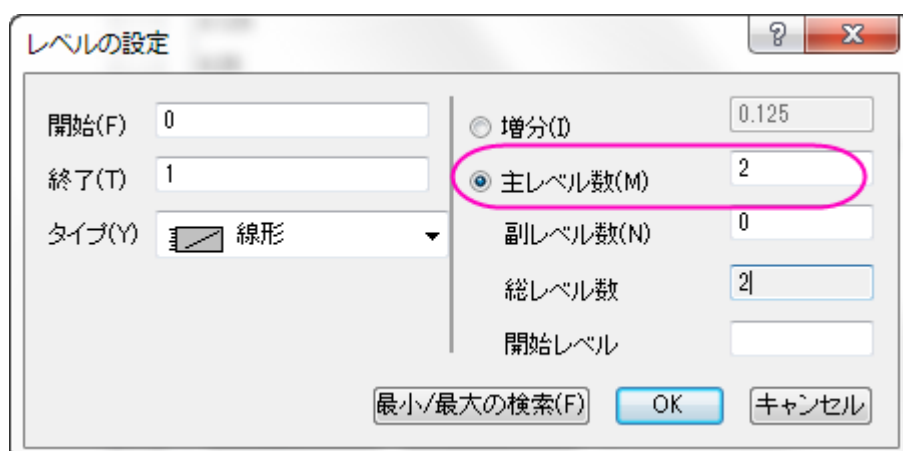 レベルの設定
開始(F) 0
終了(T) 1
タイプ(Y) 線形
増分(I) 0.125
主レベル数(M) 2
副レベル数(N) 0
総レベル数 2
開始レベル
最小/最大の検索(F) OK キャンセル